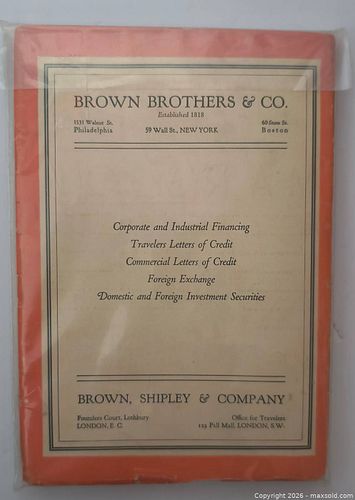 BROWN BROTHERS & CO.
Established 1818
1531 Walnut St. 60 State St.
Philadelphia 59 Wall St., NEW YORK Boston
Corporate and Industrial Financing
Travelers Letters of Credit
Commercial Letters of Credit
Foreign Exchange
Domestic and Foreign Investment Securities
BROWN, SHIPLEY & COMPANY
Founders Court, Lothbury Office for Travelers
LONDON, E. C. 123 Pall Mall, LONDON, S.W.
Copyright © 2026 - maxsold.com